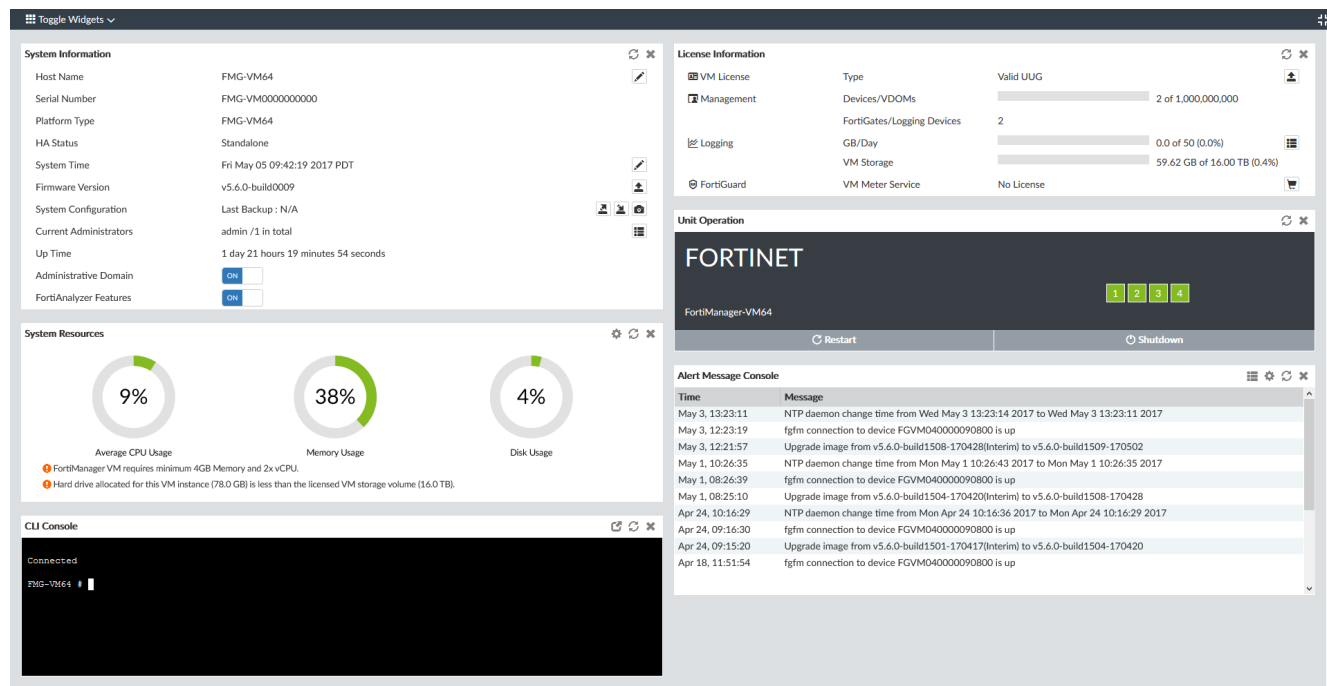 Toggle Widgets
System Information
Host Name FMG-VM64
Serial Number FMG-VM0000000000
Platform Type FMG-VM64
HA Status Standalone
System Time Fri May 05 09:42:19 2017 PDT
Firmware Version v5.6.0-build0009
System Configuration Last Backup : N/A
Current Administrators admin /1 in total
Up Time 1 day 21 hours 19 minutes 54 seconds
Administrative Domain ON
FortiAnalyzer Features ON
System Resources
9% 38% 4%
Average CPU Usage Memory Usage Disk Usage
FortiManager VM requires minimum 4GB Memory and 2x vCPU.
Hard drive allocated for this VM instance (78.0 GB) is less than the licensed VM storage volume (16.0 TB).
CLI Console
Connected
FMG-VM64 #
License Information
VM License Type Valid UUG
Management Devices/VDOMs 2 of 1,000,000,000
FortiGates/Logging Devices 2
Logging GB/Day 0.0 of 50 (0.0%)
VM Storage 59.62 GB of 16.00 TB (0.4%)
FortiGuard VM Meter Service No License
Unit Operation
FORTINET
1 2 3 4
FortiManager-VM64
Restart Shutdown
Alert Message Console
Time Message
May 3, 13:23:11 NTP daemon change time from Wed May 3 13:23:14 2017 to Wed May 3 13:23:11 2017
May 3, 12:23:19 fgfm connection to device FGVM040000090800 is up
May 3, 12:21:57 Upgrade image from v5.6.0-build1508-170428(Interim) to v5.6.0-build1509-170502
May 1, 10:26:35 NTP daemon change time from Mon May 1 10:26:43 2017 to Mon May 1 10:26:35 2017
May 1, 08:26:39 fgfm connection to device FGVM040000090800 is up
May 1, 08:25:10 Upgrade image from v5.6.0-build1504-170420(Interim) to v5.6.0-build1508-170428
Apr 24, 10:16:29 NTP daemon change time from Mon Apr 24 10:16:36 2017 to Mon Apr 24 10:16:29 2017
Apr 24, 09:16:30 fgfm connection to device FGVM040000090800 is up
Apr 24, 09:15:20 Upgrade image from v5.6.0-build1501-170417(Interim) to v5.6.0-build1504-170420
Apr 18, 11:51:54 fgfm connection to device FGVM040000090800 is up